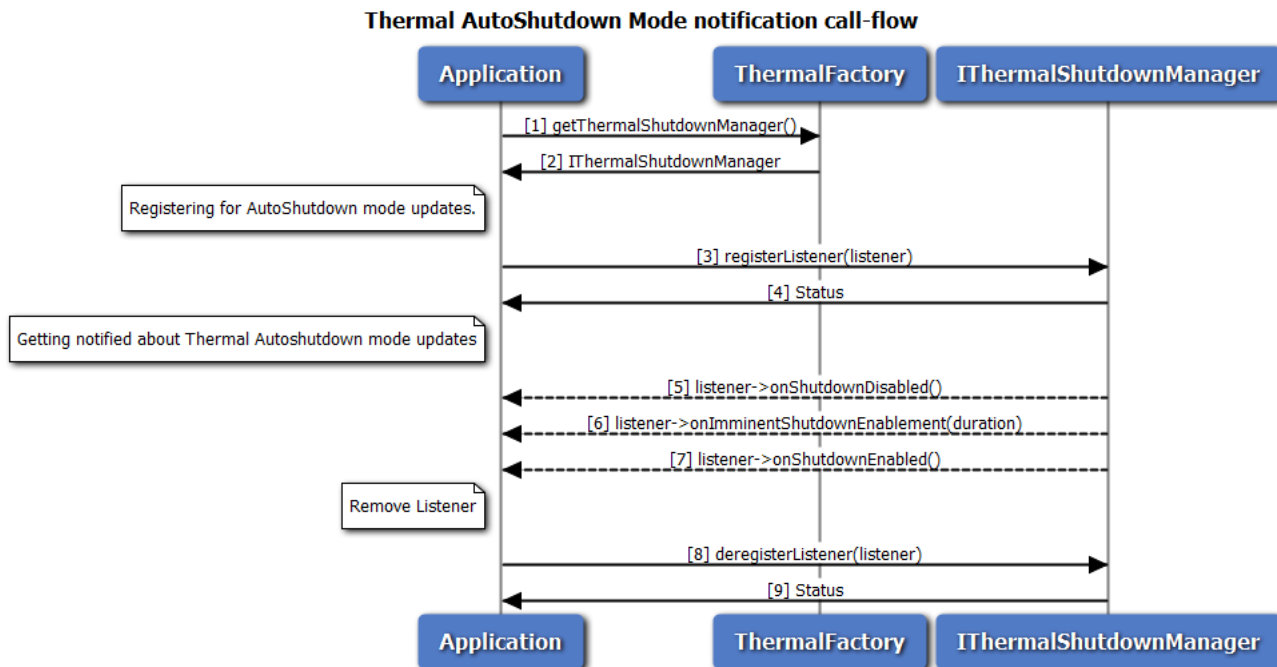 Thermal AutoShutdown Mode notification call-flow
Application
ThermalFactory
IThermalShutdownManager
[1] getThermalShutdownManager()
[2] IThermalShutdownManager
Registering for AutoShutdown mode updates.
[3] registerListener(listener)
[4] Status
Getting notified about Thermal Autoshutdown mode updates
[5] listener->onShutdownDisabled()
[6] listener->onImminentShutdownEnablement(duration)
[7] listener->onShutdownEnabled()
Remove Listener
[8] deregisterListener(listener)
[9] Status
Application
ThermalFactory
IThermalShutdownManager